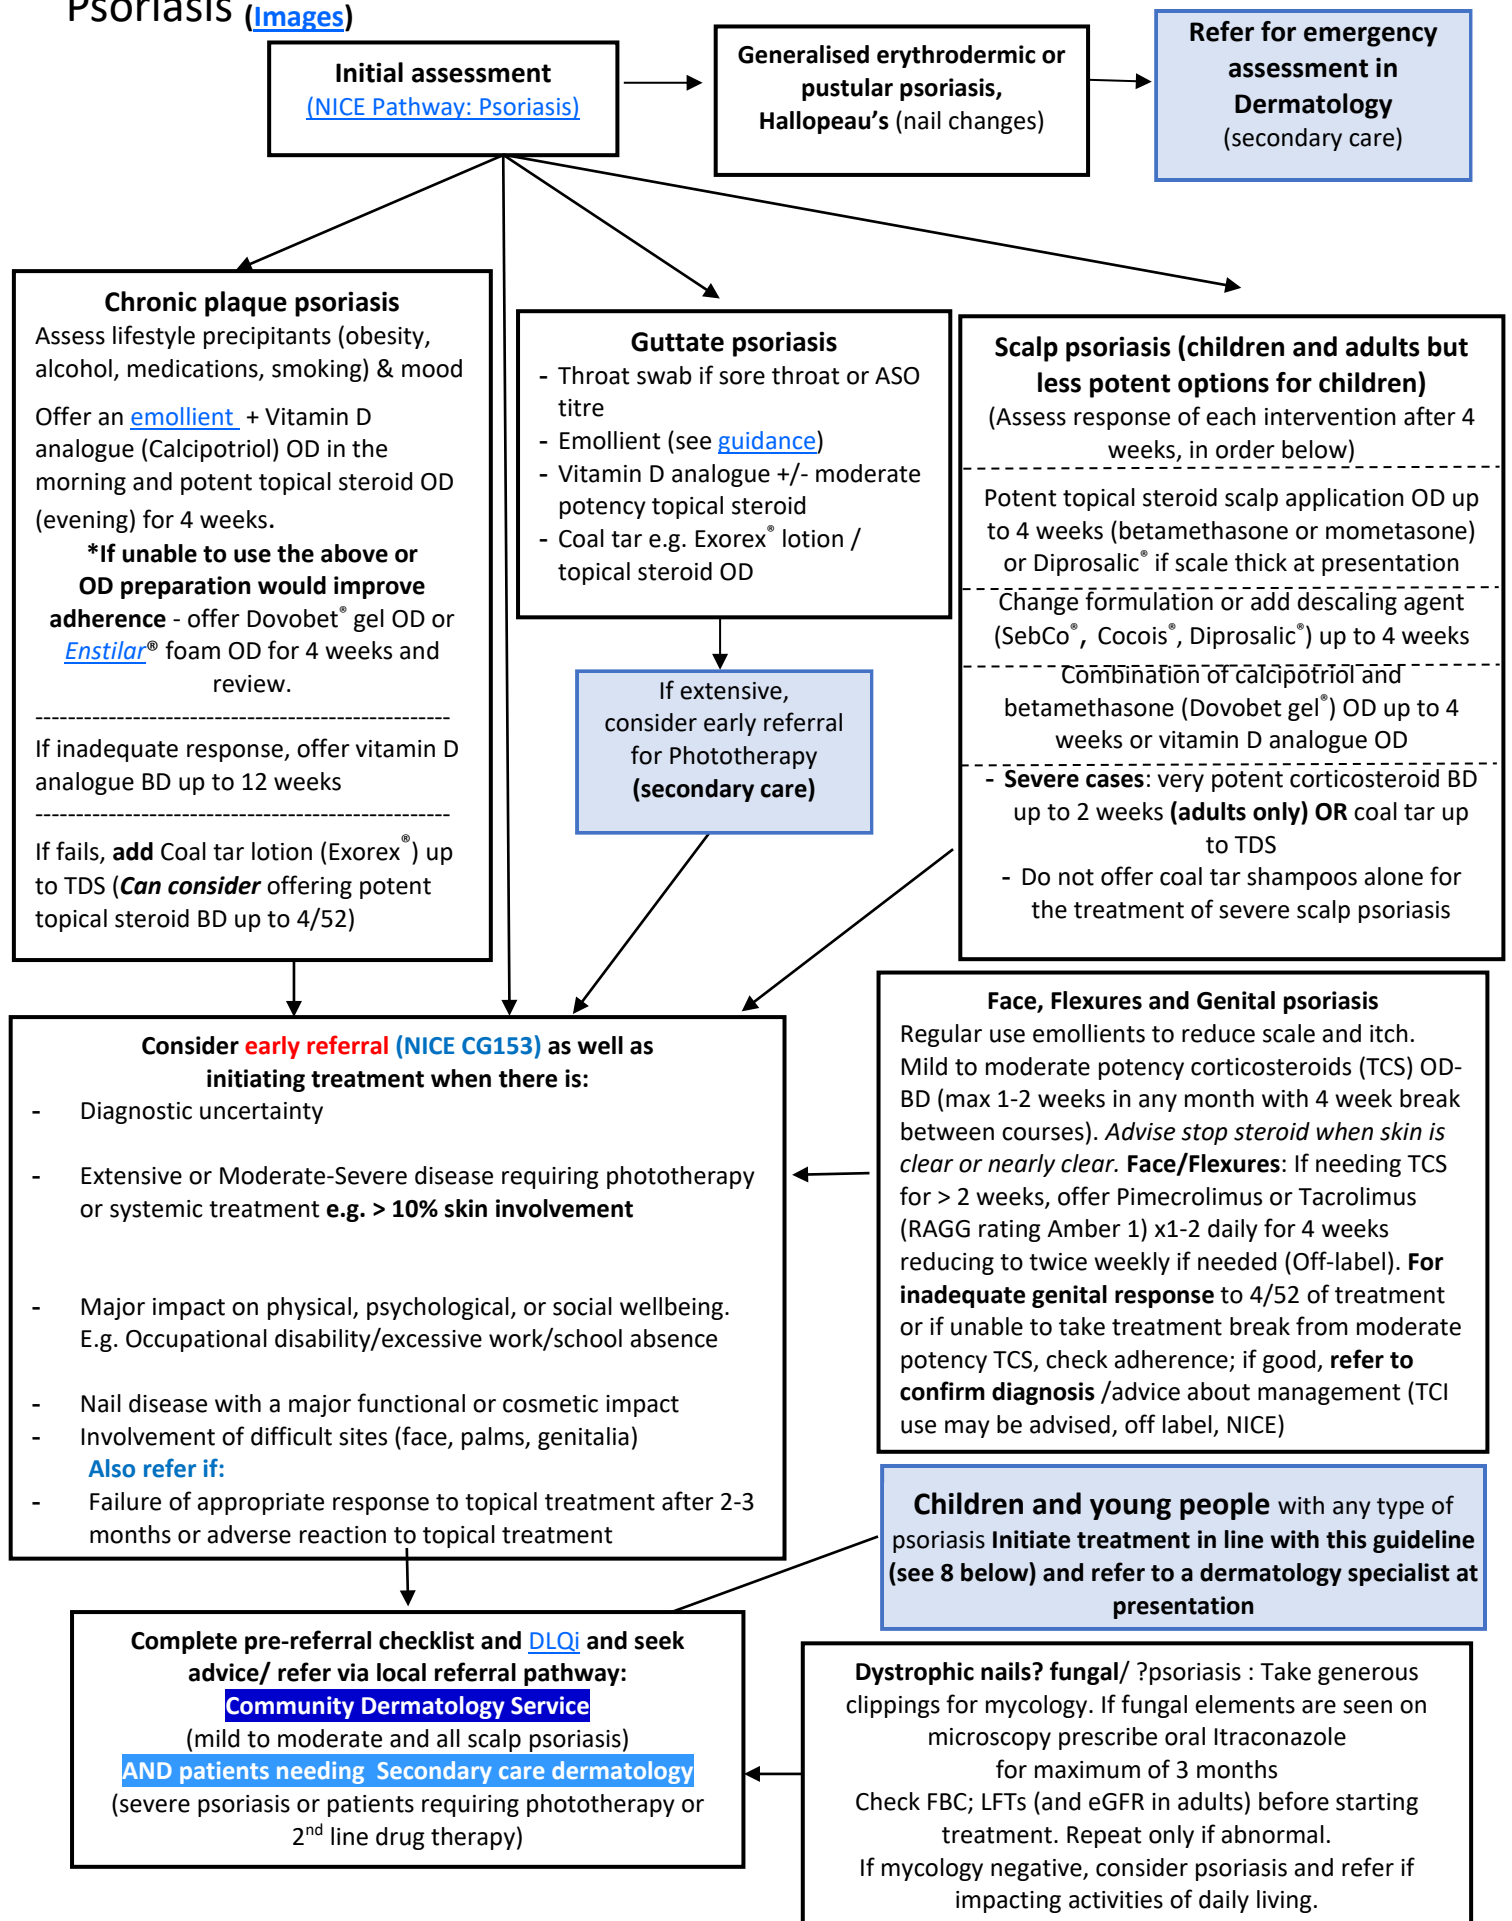 Psoriasis (Images)
Initial assessment
(NICE Pathway: Psoriasis)
Generalised erythrodermic or
pustular psoriasis,
Hallopeau's (nail changes)
Refer for emergency
assessment in
Dermatology
(secondary care)
Chronic plaque psoriasis
Assess lifestyle precipitants (obesity,
alcohol, medications, smoking) & mood
Offer an emollient + Vitamin D
analogue (Calcipotriol) OD in the
morning and potent topical steroid OD
(evening) for 4 weeks.
*If unable to use the above or
OD preparation would improve
adherence - offer Dovobet® gel OD or
Enstilar® foam OD for 4 weeks and
review.
---------------------------------------------------
If inadequate response, offer vitamin D
analogue BD up to 12 weeks
---------------------------------------------------
If fails, add Coal tar lotion (Exorex®) up
to TDS (Can consider offering potent
topical steroid BD up to 4/52)
Guttate psoriasis
- Throat swab if sore throat or ASO
titre
- Emollient (see guidance)
- Vitamin D analogue +/- moderate
potency topical steroid
- Coal tar e.g. Exorex® lotion /
topical steroid OD
If extensive,
consider early referral
for Phototherapy
(secondary care)
Scalp psoriasis (children and adults but
less potent options for children)
(Assess response of each intervention after 4
weeks, in order below)
Potent topical steroid scalp application OD up
to 4 weeks (betamethasone or mometasone)
or Diprosalic® if scale thick at presentation
Change formulation or add descaling agent
(SebCo®, Cocois®, Diprosalic®) up to 4 weeks
Combination of calcipotriol and
betamethasone (Dovobet gel®) OD up to 4
weeks or vitamin D analogue OD
- Severe cases: very potent corticosteroid BD
up to 2 weeks (adults only) OR coal tar up
to TDS
- Do not offer coal tar shampoos alone for
the treatment of severe scalp psoriasis
Consider early referral (NICE CG153) as well as
initiating treatment when there is:
- Diagnostic uncertainty
- Extensive or Moderate-Severe disease requiring phototherapy
or systemic treatment e.g. > 10% skin involvement
- Major impact on physical, psychological, or social wellbeing.
E.g. Occupational disability/excessive work/school absence
- Nail disease with a major functional or cosmetic impact
- Involvement of difficult sites (face, palms, genitalia)
Also refer if:
- Failure of appropriate response to topical treatment after 2-3
months or adverse reaction to topical treatment
Face, Flexures and Genital psoriasis
Regular use emollients to reduce scale and itch.
Mild to moderate potency corticosteroids (TCS) OD-
BD (max 1-2 weeks in any month with 4 week break
between courses). Advise stop steroid when skin is
clear or nearly clear. Face/Flexures: If needing TCS
for > 2 weeks, offer Pimecrolimus or Tacrolimus
(RAGG rating Amber 1) x1-2 daily for 4 weeks
reducing to twice weekly if needed (Off-label). For
inadequate genital response to 4/52 of treatment
or if unable to take treatment break from moderate
potency TCS, check adherence; if good, refer to
confirm diagnosis /advice about management (TCI
use may be advised, off label, NICE)
Children and young people with any type of
psoriasis Initiate treatment in line with this guideline
(see 8 below) and refer to a dermatology specialist at
presentation
Complete pre-referral checklist and DLQi and seek
advice/ refer via local referral pathway:
Community Dermatology Service
(mild to moderate and all scalp psoriasis)
AND patients needing Secondary care dermatology
(severe psoriasis or patients requiring phototherapy or
2nd line drug therapy)
Dystrophic nails? fungal/ ?psoriasis : Take generous
clippings for mycology. If fungal elements are seen on
microscopy prescribe oral Itraconazole
for maximum of 3 months
Check FBC; LFTs (and eGFR in adults) before starting
treatment. Repeat only if abnormal.
If mycology negative, consider psoriasis and refer if
impacting activities of daily living.